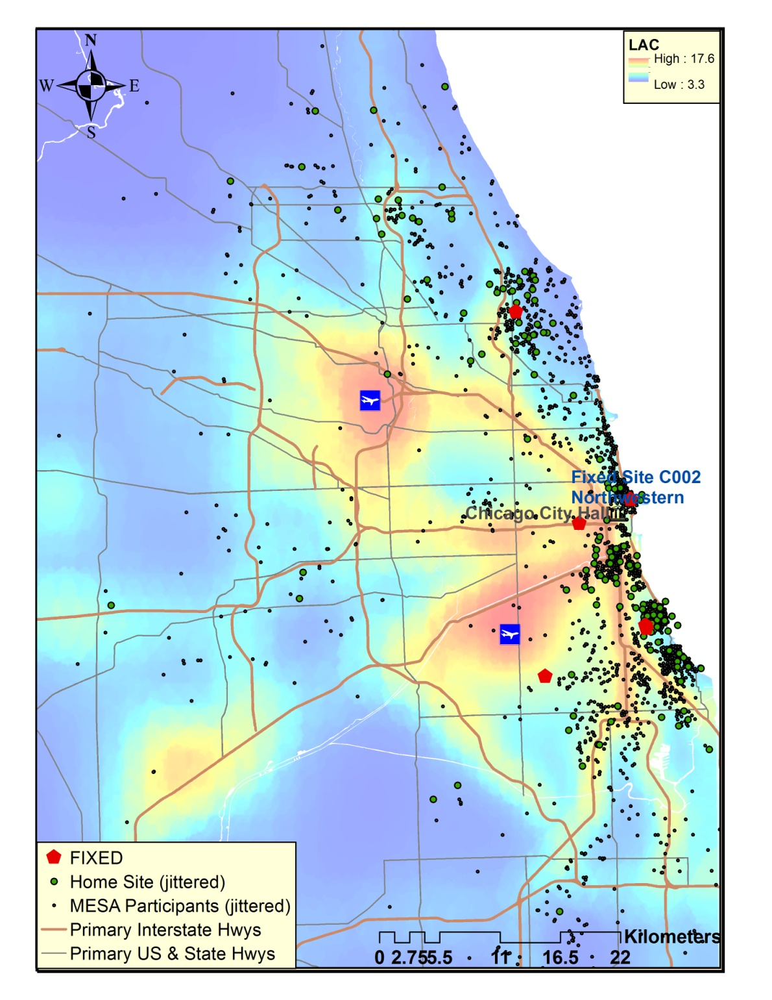 N
W E
S
LAC
High : 17.6
Low : 3.3
Fixed Site C002
Northwestern
Chicago City Hall
FIXED
Home Site (jittered)
MESA Participants (jittered)
Primary Interstate Hwys
Primary US & State Hwys
Kilometers
0 2.75 5.5 11 16.5 22